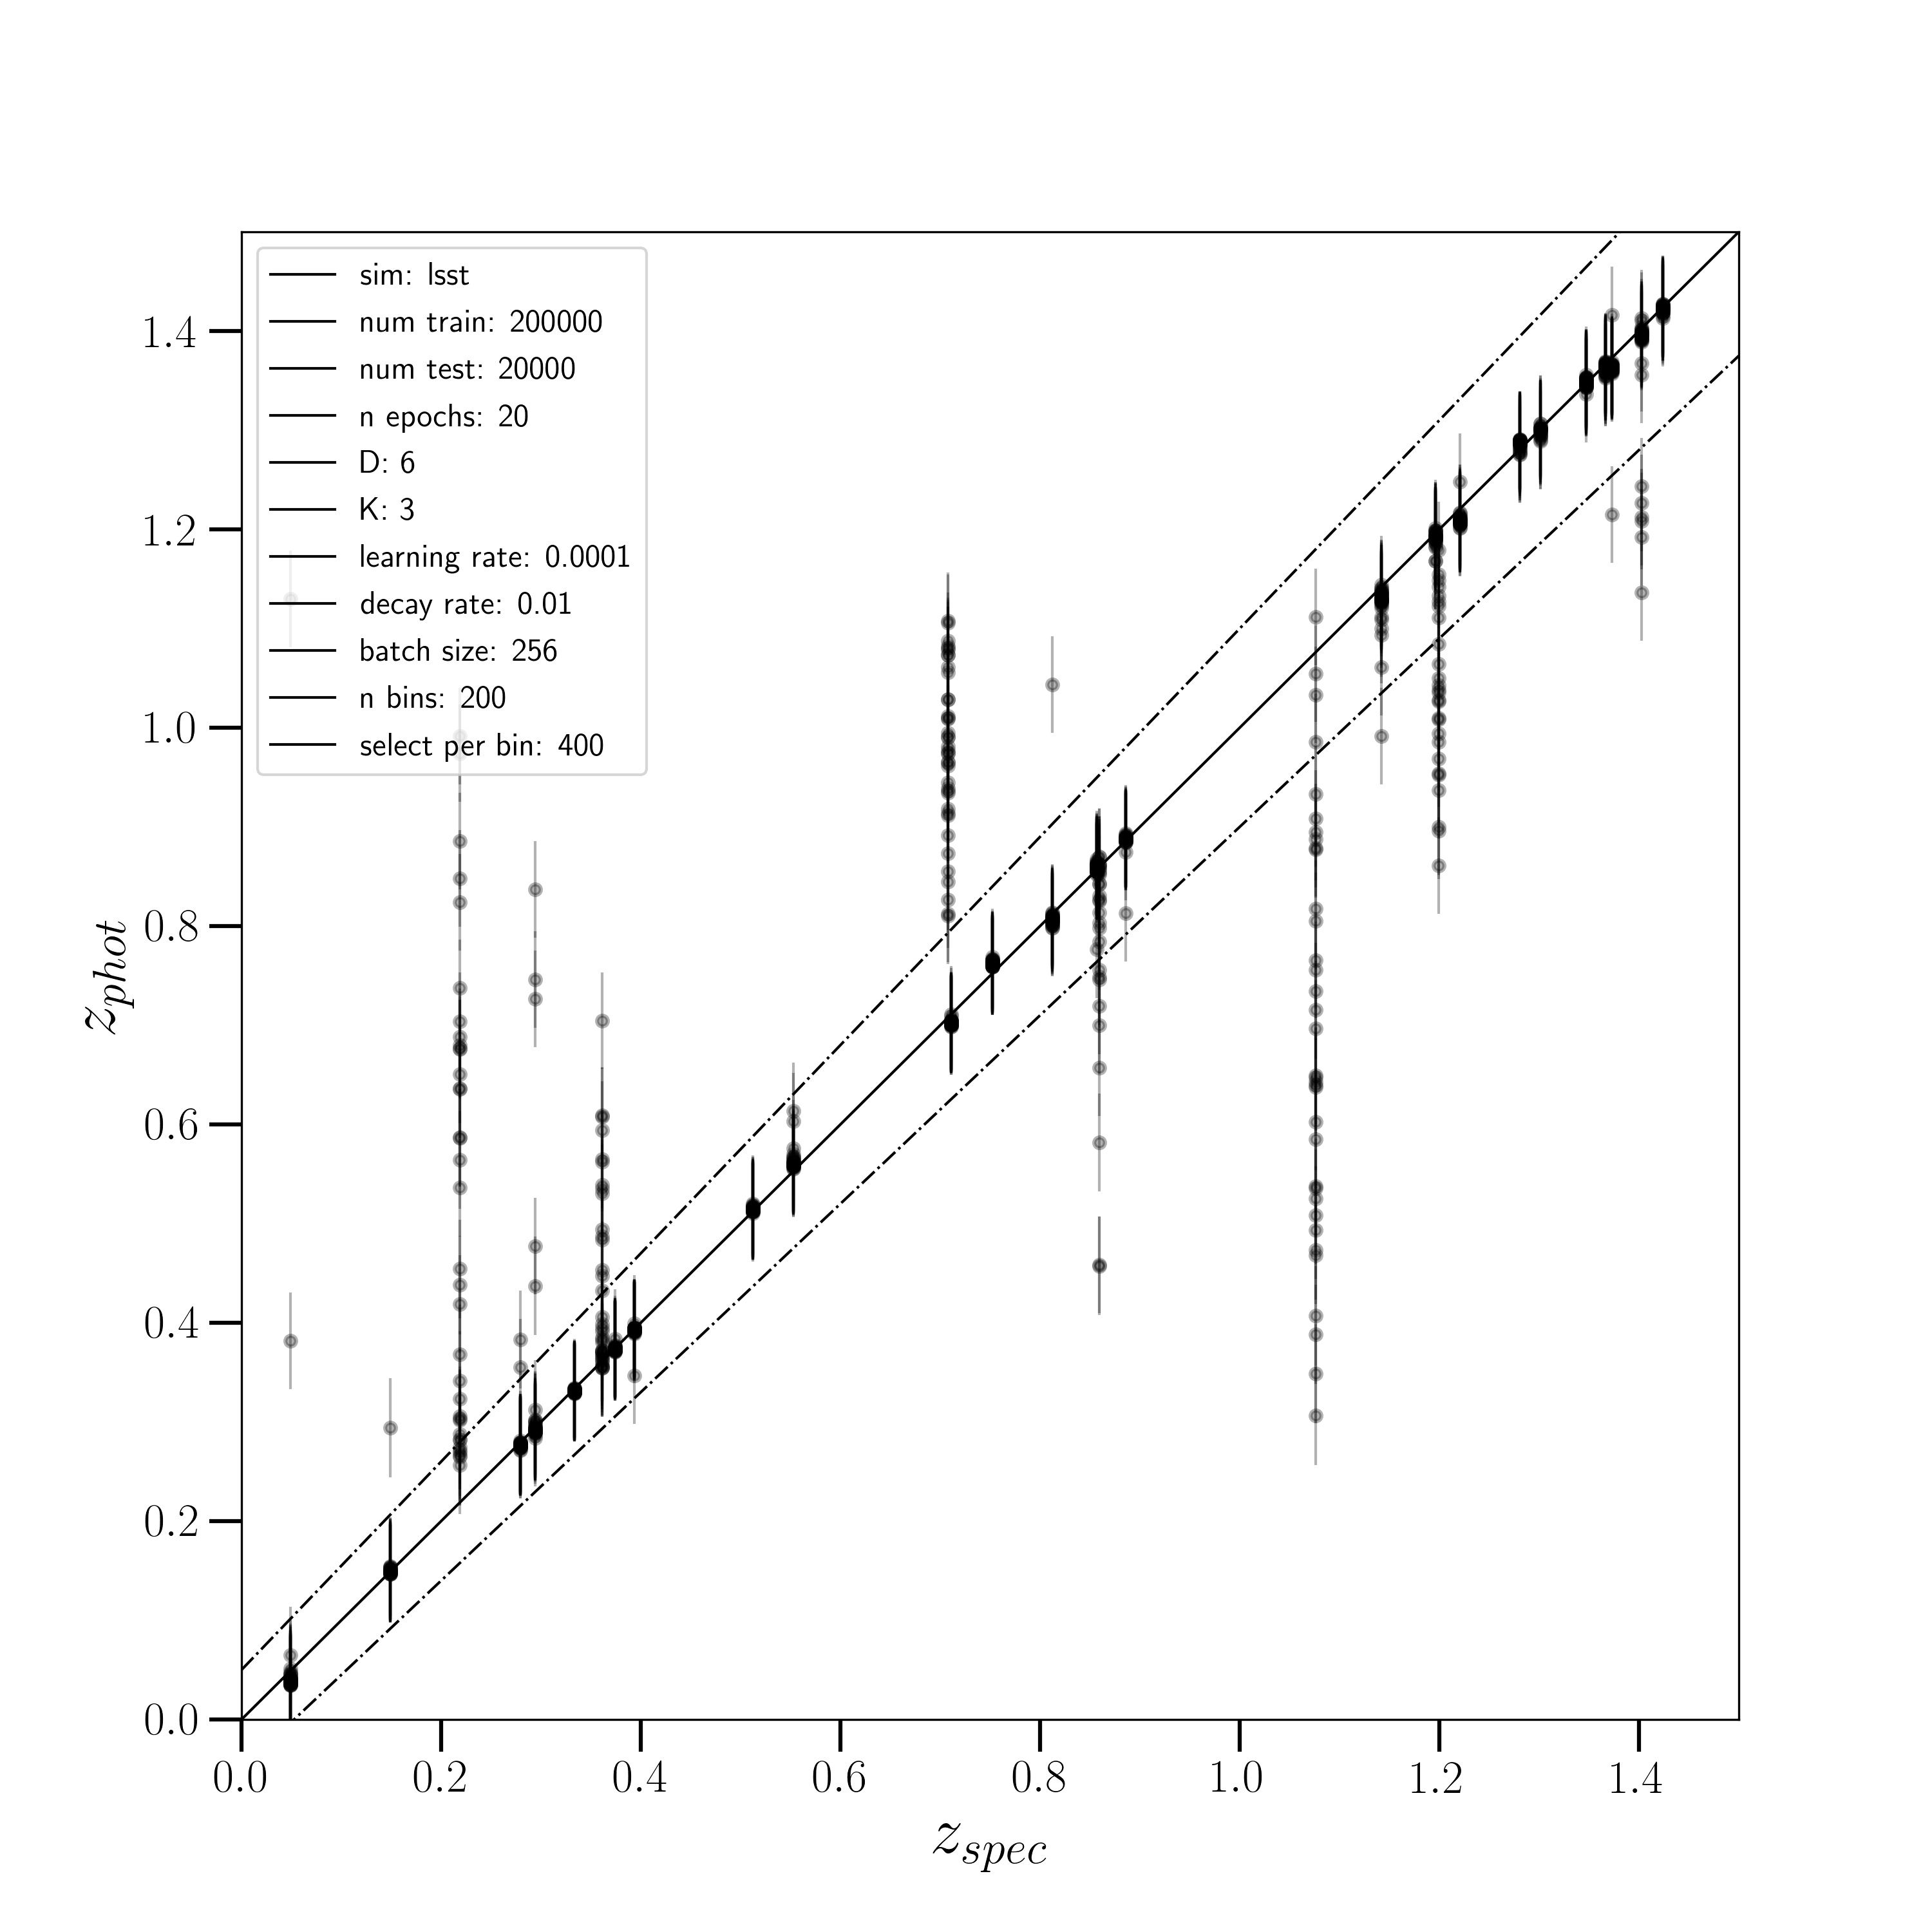 sim: lsst
num train: 200000
num test: 20000
n epochs: 20
D: 6
K: 3
learning rate: 0.0001
decay rate: 0.01
batch size: 256
n bins: 200
select per bin: 400
1.4
1.2
1.0
0.8
0.6
0.4
0.2
0.0
z_phot
0.0 0.2 0.4 0.6 0.8 1.0 1.2 1.4
z_spec